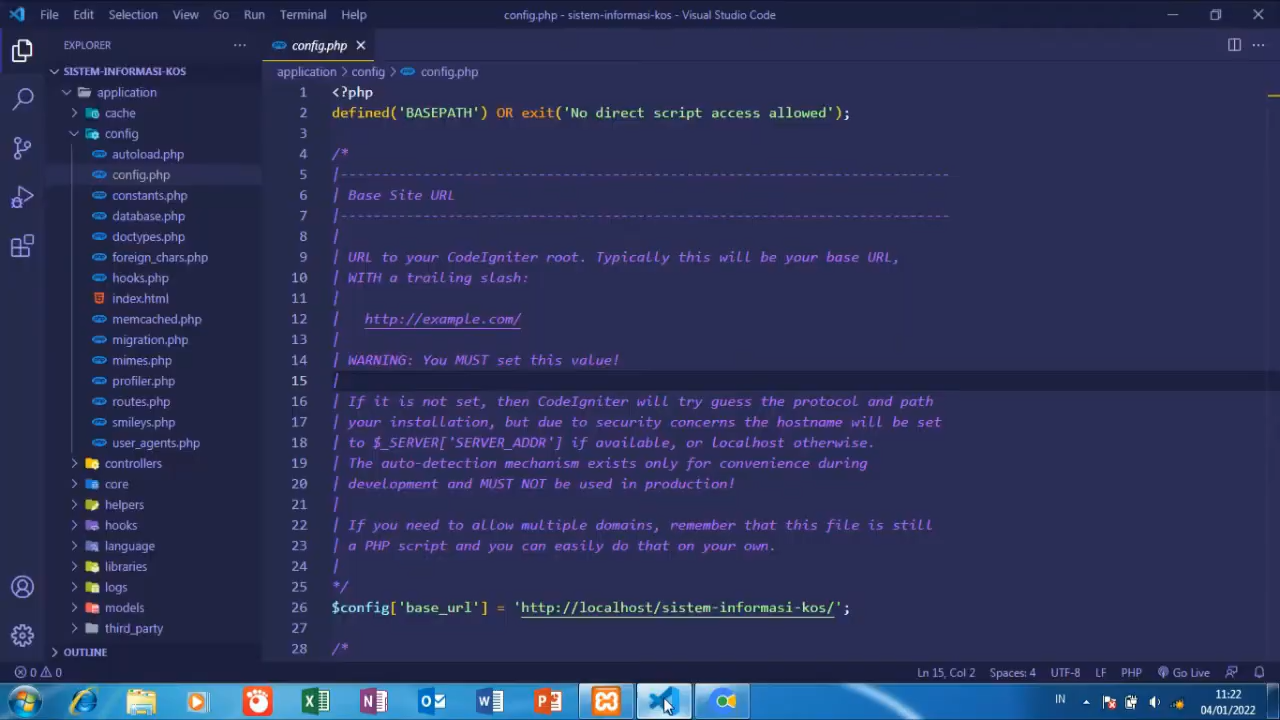 File Edit Selection View Go Run Terminal Help config.php - sistem-informasi-kos - Visual Studio Code
EXPLORER
config.php
SISTEM-INFORMASI-KOS
application > config > config.php
application
cache
config
autoload.php
config.php
constants.php
database.php
doctypes.php
foreign_chars.php
hooks.php
index.html
memcached.php
migration.php
mimes.php
profiler.php
routes.php
smileys.php
user_agents.php
controllers
core
helpers
hooks
language
libraries
logs
models
third_party
OUTLINE
1 <?php
2 defined('BASEPATH') OR exit('No direct script access allowed');
3
4 /*
5 |--------------------------------------------------------------------------
6 | Base Site URL
7 |--------------------------------------------------------------------------
8 |
9 | URL to your CodeIgniter root. Typically this will be your base URL,
10 | WITH a trailing slash:
11 |
12 | http://example.com/
13 |
14 | WARNING: You MUST set this value!
15 |
16 | If it is not set, then CodeIgniter will try guess the protocol and path
17 | your installation, but due to security concerns the hostname will be set
18 | to $_SERVER['SERVER_ADDR'] if available, or localhost otherwise.
19 | The auto-detection mechanism exists only for convenience during
20 | development and MUST NOT be used in production!
21 |
22 | If you need to allow multiple domains, remember that this file is still
23 | a PHP script and you can easily do that on your own.
24 |
25 */
26 $config['base_url'] = 'http://localhost/sistem-informasi-kos/';
27
28 /*
0 0 Ln 15, Col 2 Spaces: 4 UTF-8 LF PHP Go Live
IN 11:22
04/01/2022